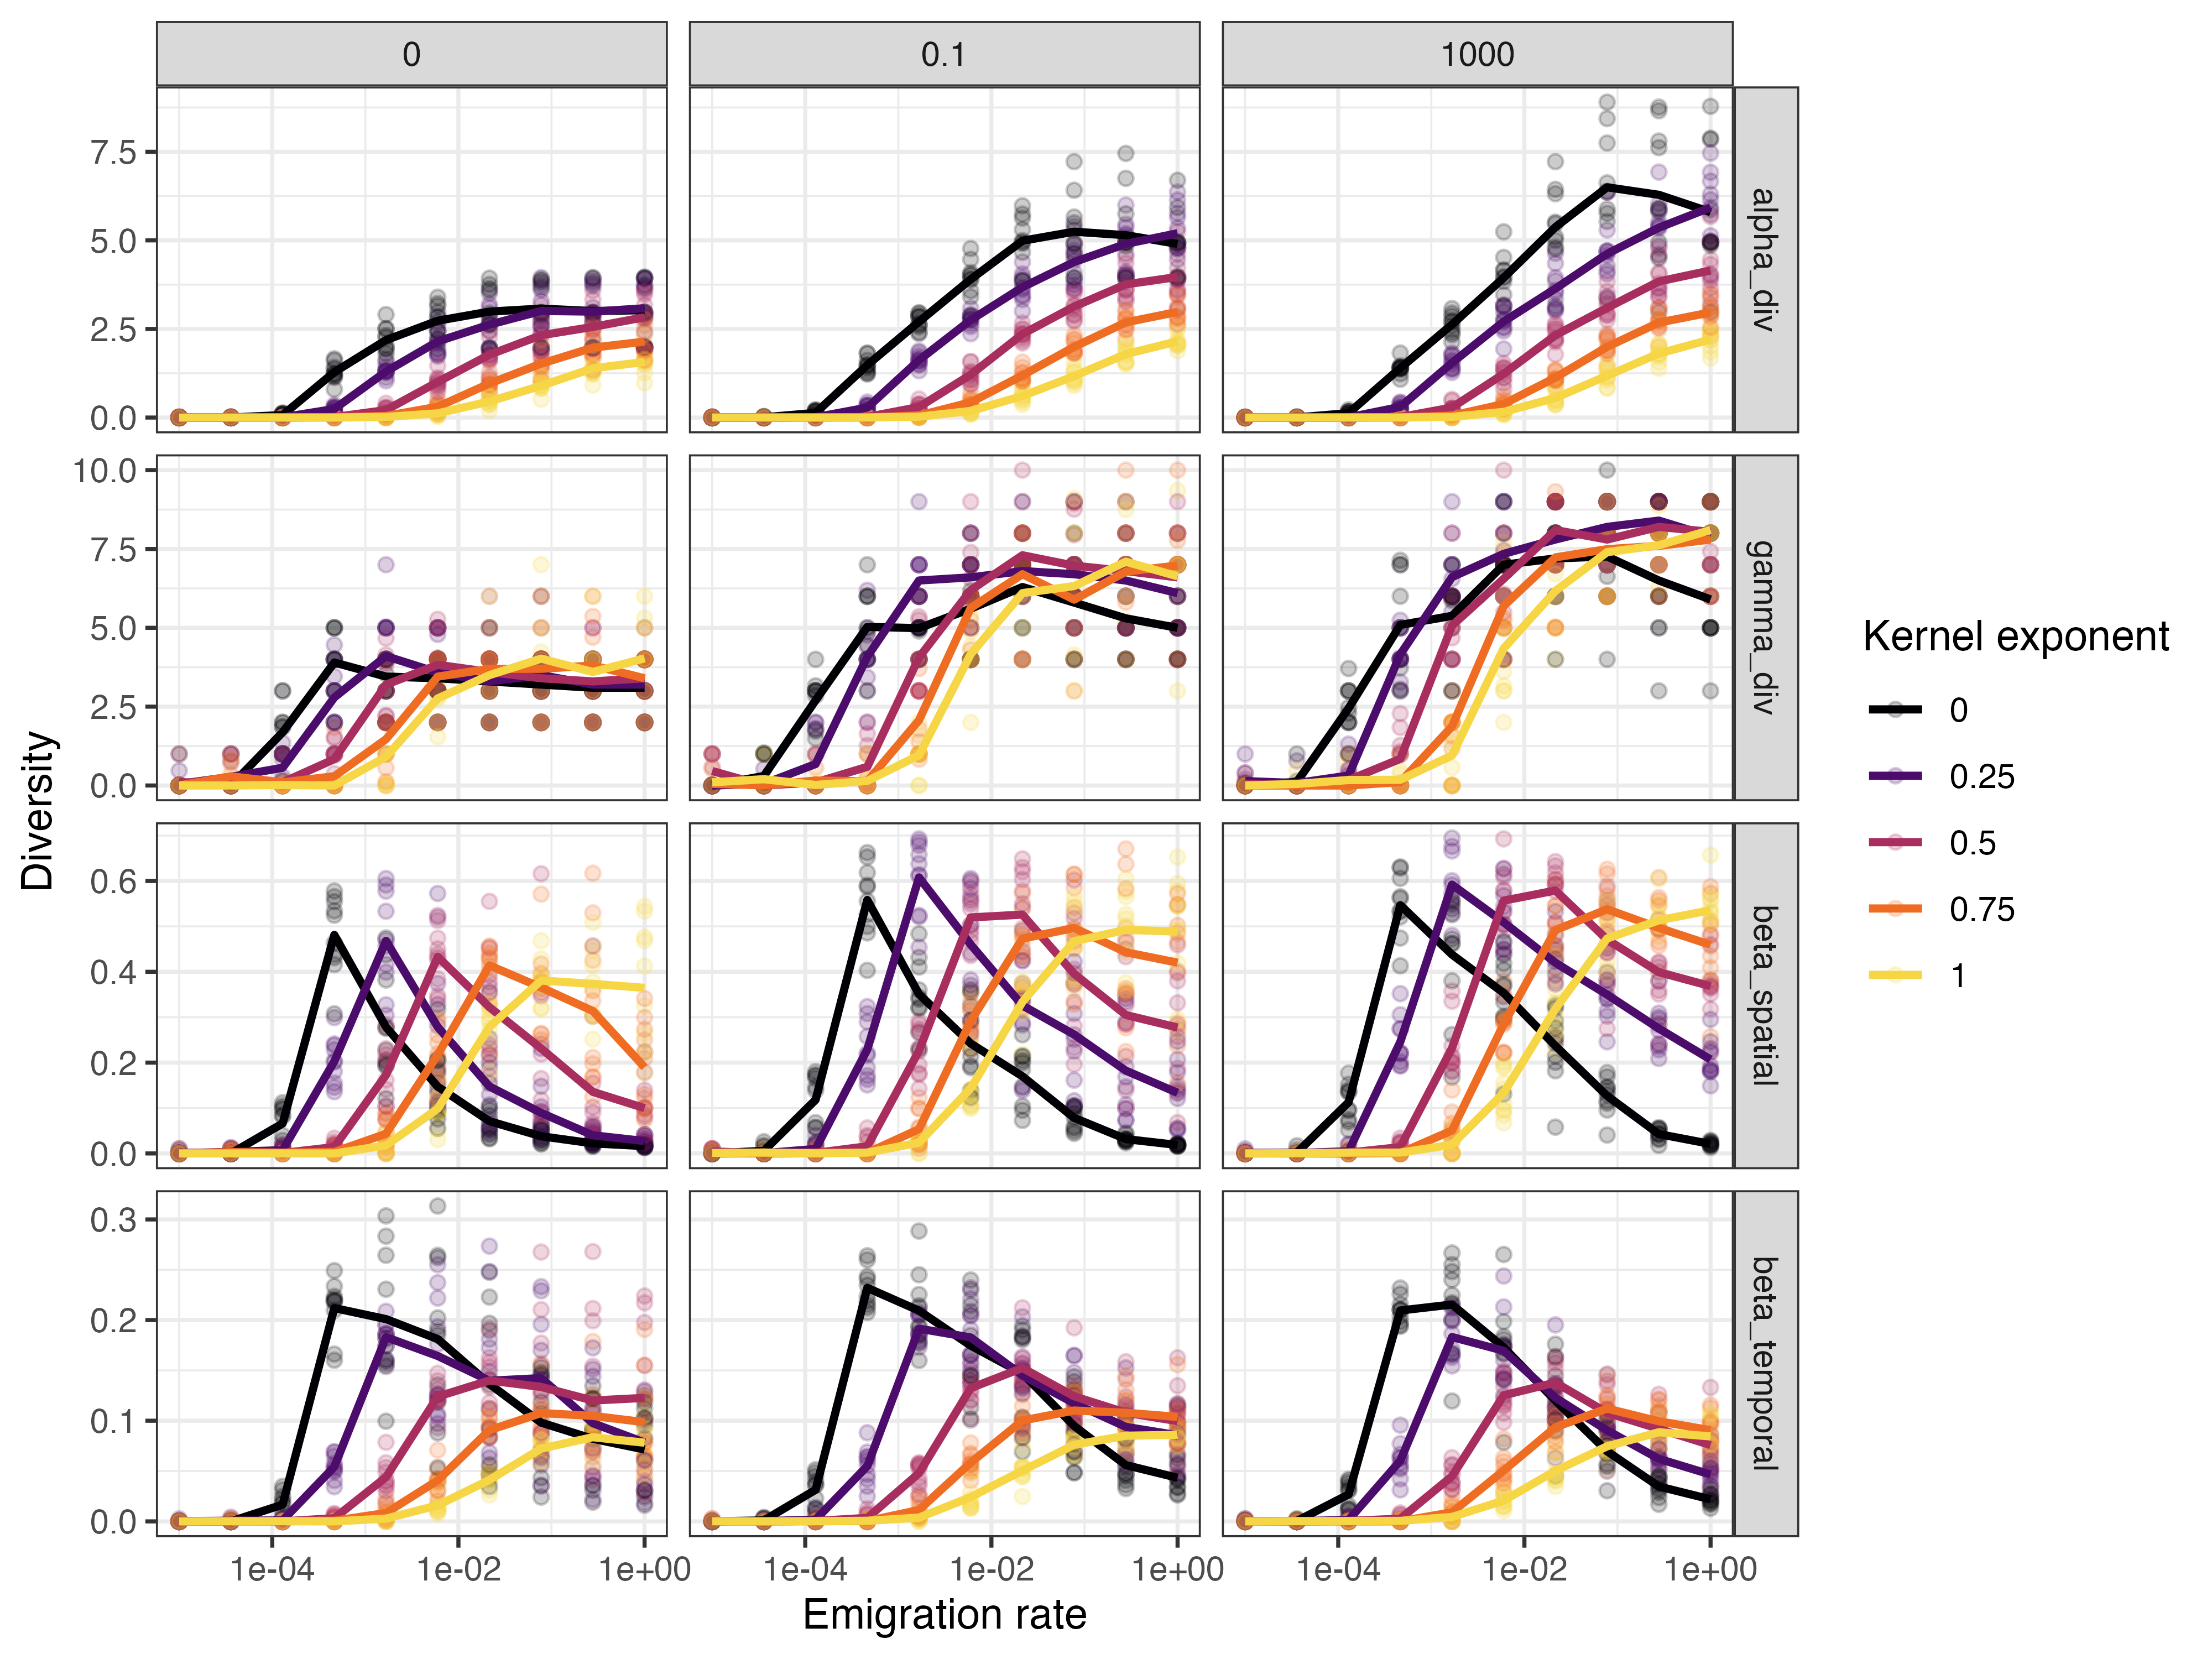 0 0.1 1000
7.5
5.0
2.5
0.0
alpha_div
10.0
7.5
5.0
2.5
0.0
gamma_div
0.6
0.4
0.2
0.0
beta_spatial
0.3
0.2
0.1
0.0
beta_temporal
Diversity
1e-04 1e-02 1e+00 1e-04 1e-02 1e+00 1e-04 1e-02 1e+00
Emigration rate
Kernel exponent
0
0.25
0.5
0.75
1